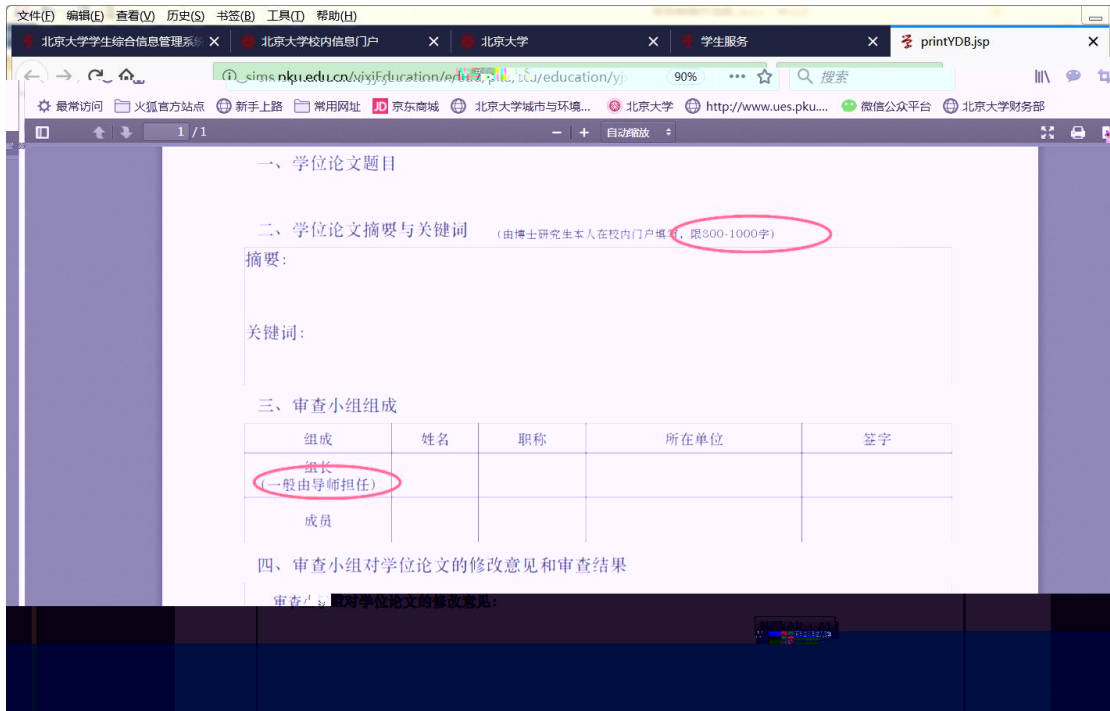 文件(F) 编辑(E) 查看(V) 历史(S) 书签(B) 工具(T) 帮助(H)
北京大学学生综合信息管理系统 北京大学校内信息门户 北京大学 学生服务 printYDB.jsp
90% 搜索
最常访问 火狐官方站点 新手上路 常用网址 JD 京东商城 北京大学城市与环境... 北京大学 http://www.ues.pku.... 微信公众平台 北京大学财务部
1 / 1 自动缩放
一、学位论文题目
二、学位论文摘要与关键词 (由博士研究生本人在校内门户填写，限800-1000字)
摘要:
关键词:
三、审查小组组成
组成 姓名 职称 所在单位 签字
组长
(一般由导师担任)
成员
四、审查小组对学位论文的修改意见和审查结果
审查小组对学位论文的修改意见: